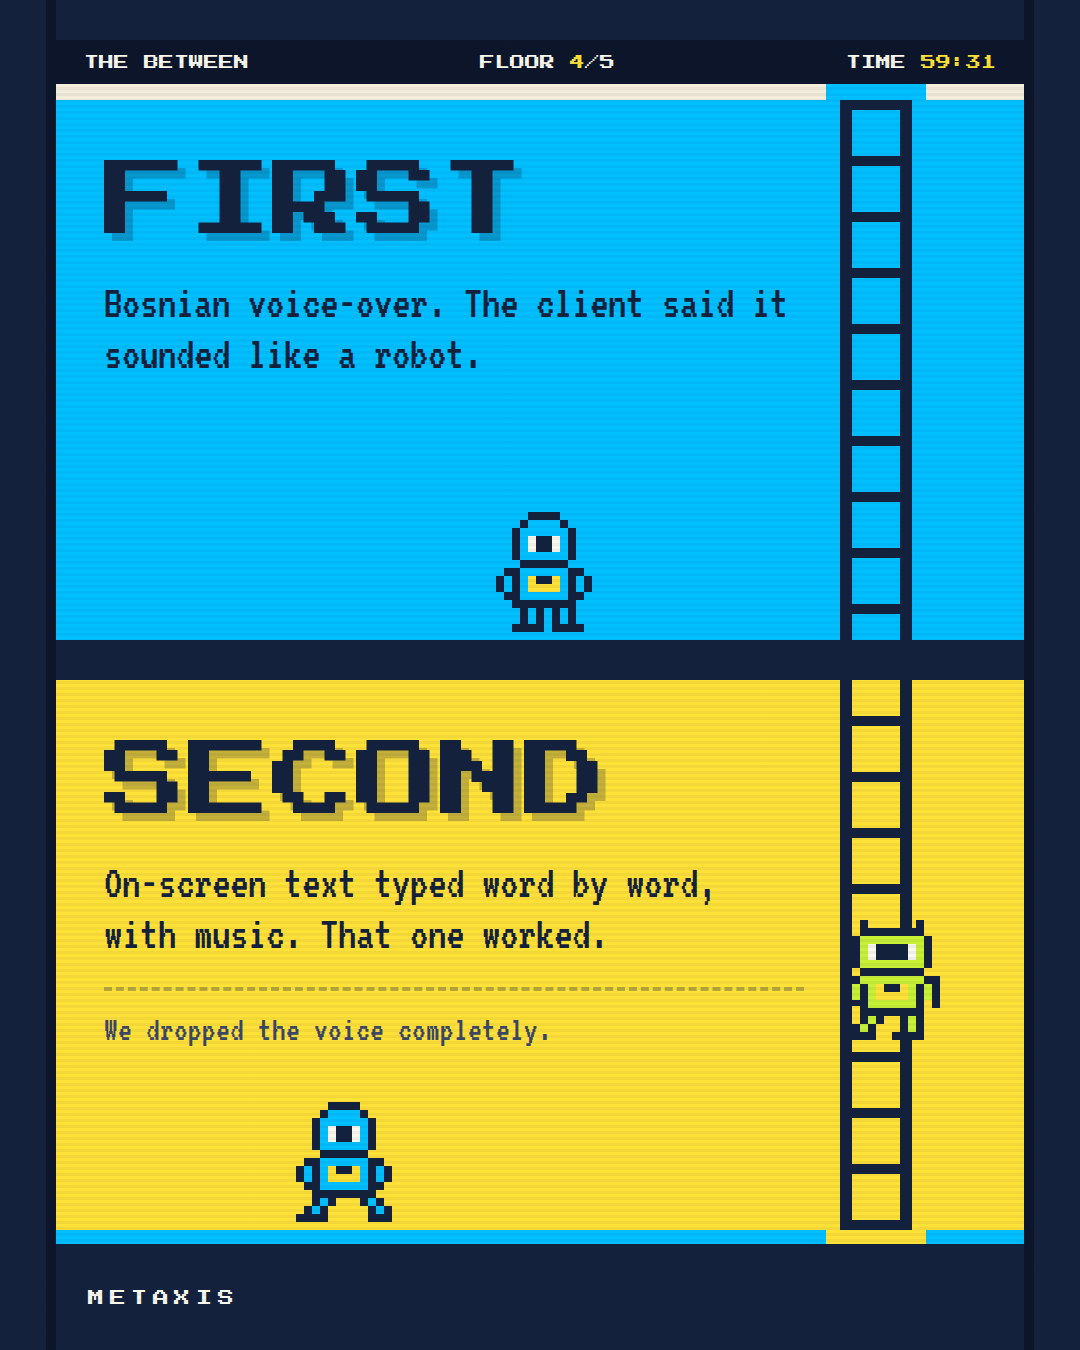 THE BETWEEN
FLOOR 4/5
TIME 59:31
FIRST
Bosnian voice-over. The client said it
sounded like a robot.
SECOND
On-screen text typed word by word,
with music. That one worked.
We dropped the voice completely.
METAXIS